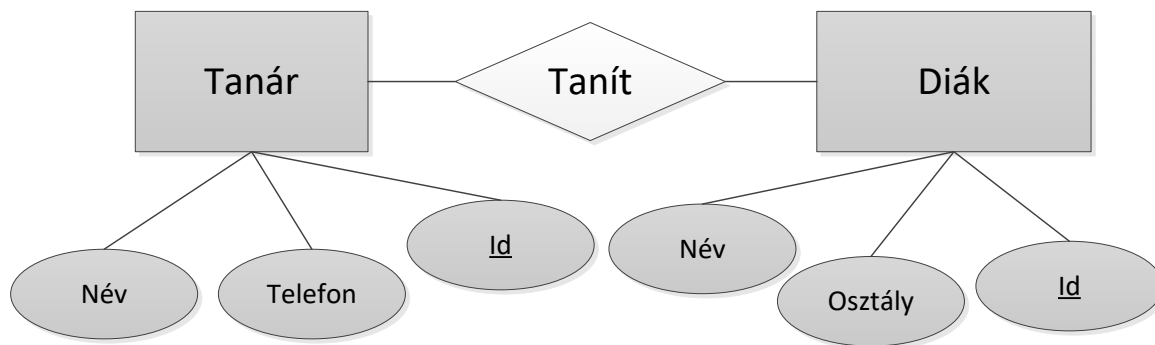 Tanár
Tanít
Diák
Név
Telefon
Id
Név
Osztály
Id